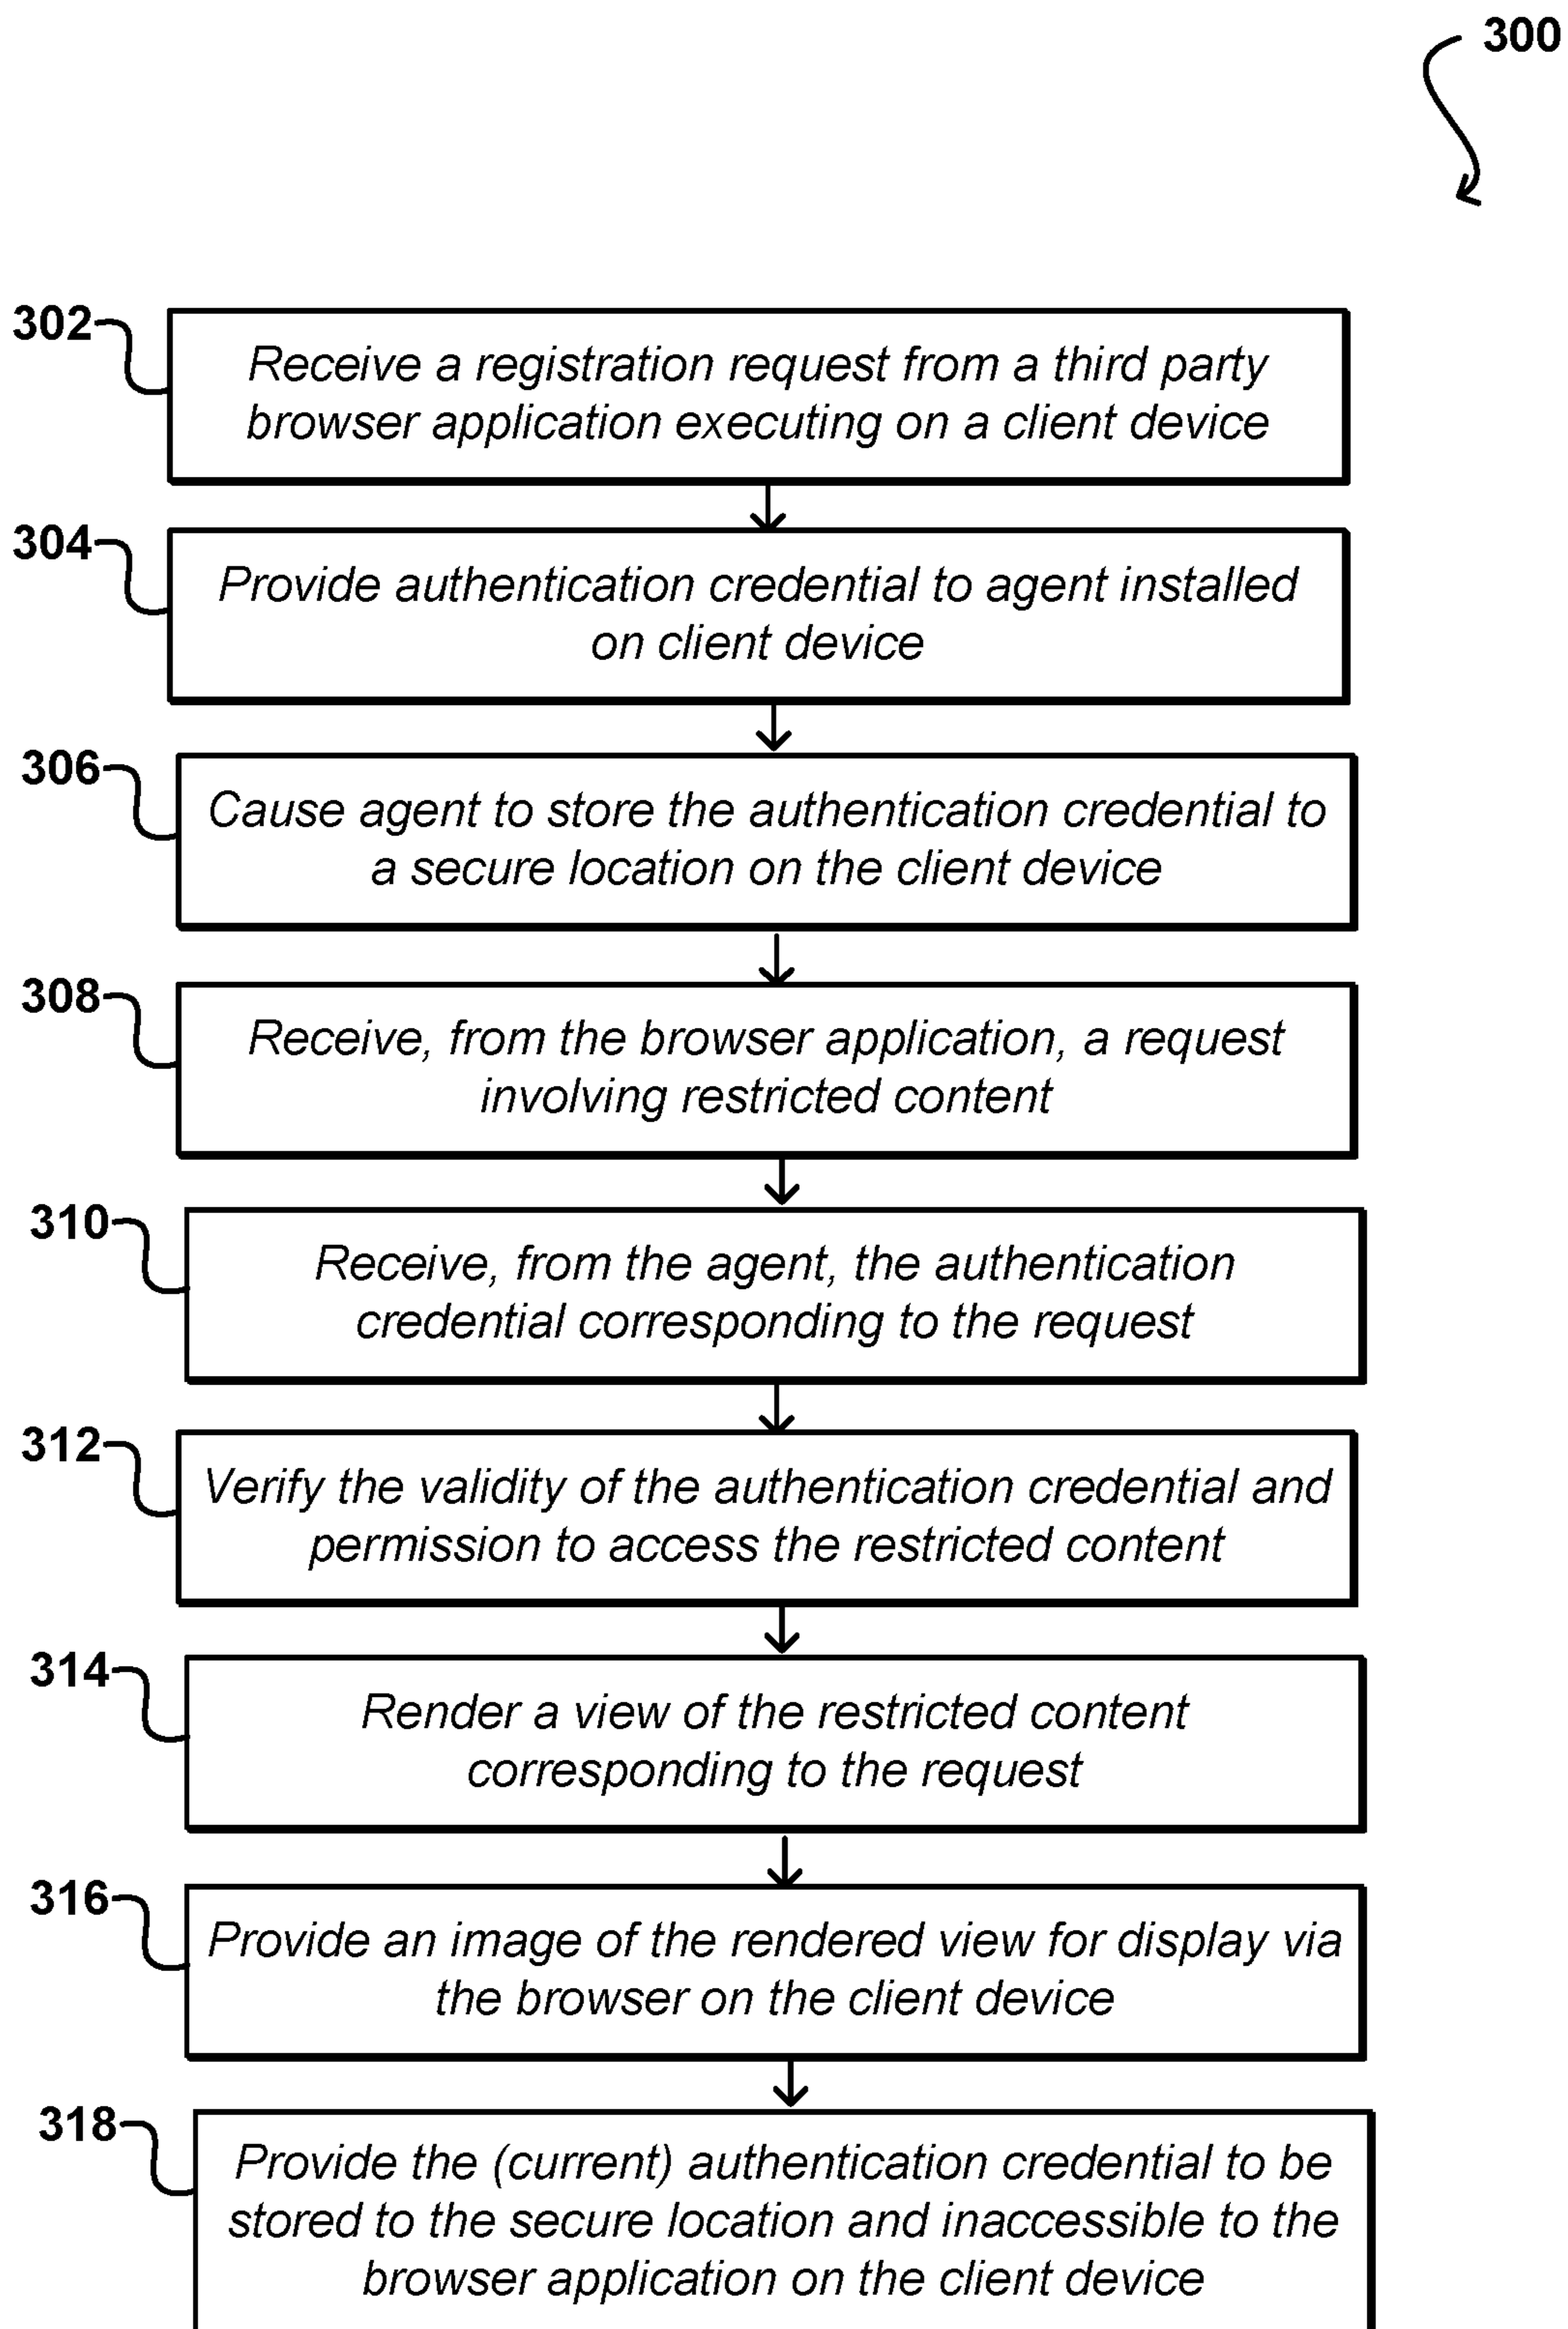 300
302
Receive a registration request from a third party
browser application executing on a client device
304
Provide authentication credential to agent installed
on client device
306
Cause agent to store the authentication credential to
a secure location on the client device
308
Receive, from the browser application, a request
involving restricted content
310
Receive, from the agent, the authentication
credential corresponding to the request
312
Verify the validity of the authentication credential and
permission to access the restricted content
314
Render a view of the restricted content
corresponding to the request
316
Provide an image of the rendered view for display via
the browser on the client device
318
Provide the (current) authentication credential to be
stored to the secure location and inaccessible to the
browser application on the client device